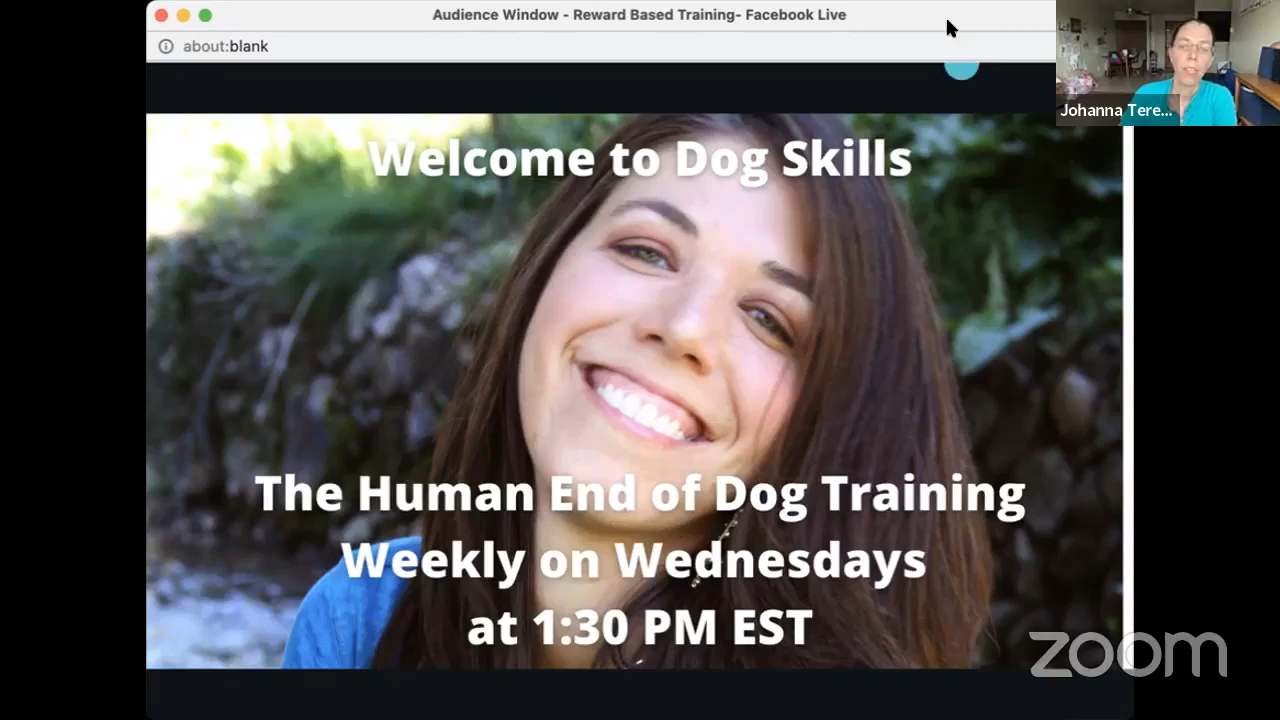 Audience Window - Reward Based Training- Facebook Live
about:blank
Johanna Tere...
Welcome to Dog Skills
The Human End of Dog Training
Weekly on Wednesdays
at 1:30 PM EST
zoom